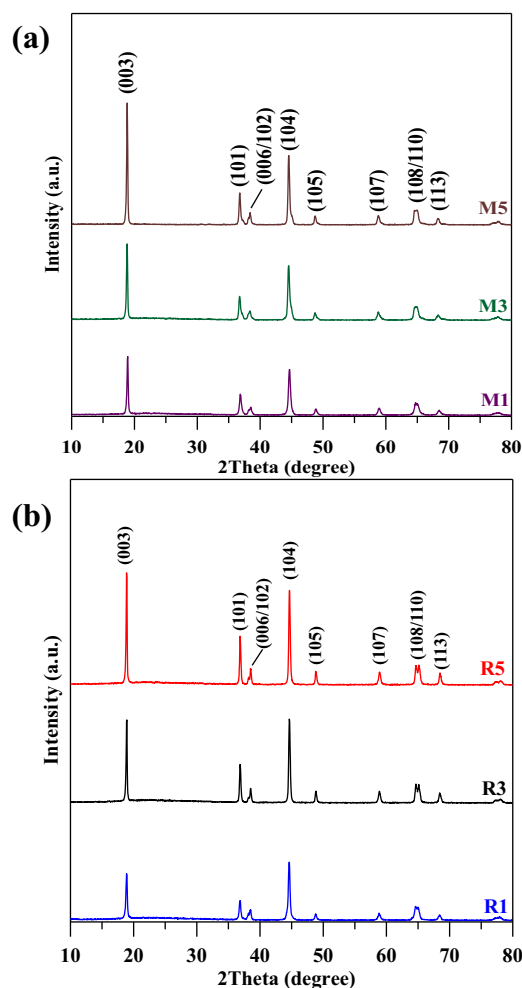 (a)
(003)
(101)
(006/102)
(104)
(105)
(107)
(108/110)
(113)
M5
M3
M1
Intensity (a.u.)
10 20 30 40 50 60 70 80
2Theta (degree)
(b)
(003)
(101)
(006/102)
(104)
(105)
(107)
(108/110)
(113)
R5
R3
R1
Intensity (a.u.)
10 20 30 40 50 60 70 80
2Theta (degree)